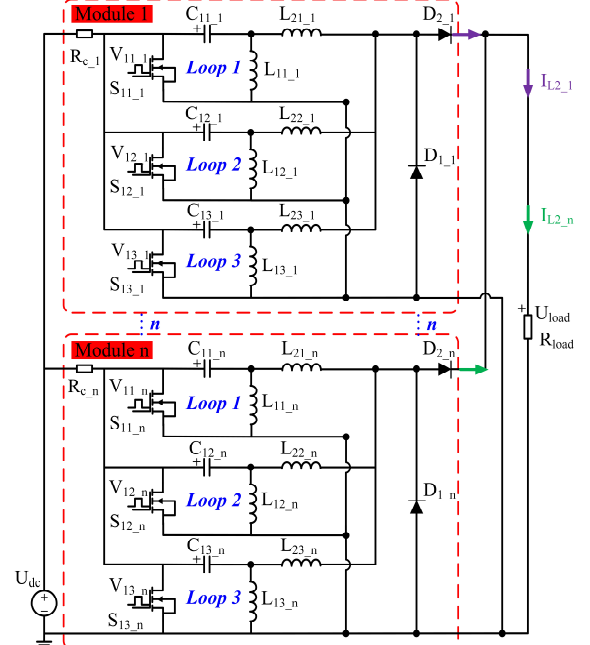 Module 1
C11_1
L21_1
D2_1
Rc_1
V11_1
Loop 1
L11_1
S11_1
IL2_1
C12_1
L22_1
V12_1
Loop 2
L12_1
D1_1
S12_1
C13_1
L23_1
IL2_n
V13_1
Loop 3
L13_1
S13_1
+
Uload
Rload
n
n
Module n
C11_n
L21_n
D2_n
Rc_n
V11_n
Loop 1
L11_n
S11_n
C12_n
L22_n
V12_n
Loop 2
L12_n
D1_n
S12_n
C13_n
L23_n
Udc
V13_n
Loop 3
L13_n
S13_n